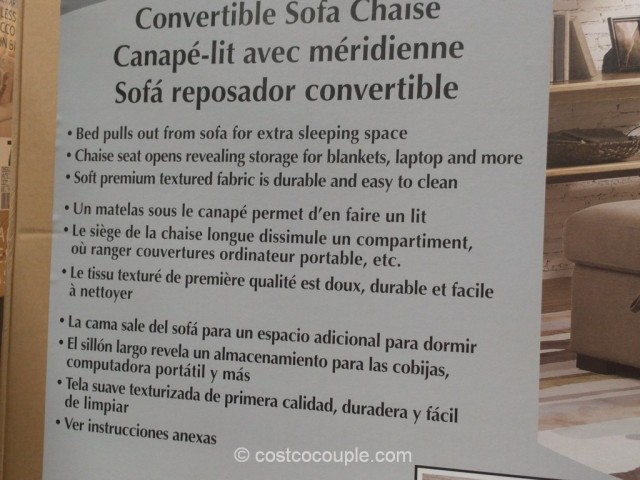 Convertible Sofa Chaise
Canapé-lit avec méridienne
Sofá reposador convertible
• Bed pulls out from sofa for extra sleeping space
• Chaise seat opens revealing storage for blankets, laptop and more
• Soft premium textured fabric is durable and easy to clean
• Un matelas sous le canapé permet d'en faire un lit
• Le siège de la chaise longue dissimule un compartiment,
où ranger couvertures ordinateur portable, etc.
• Le tissu texturé de première qualité est doux, durable et facile
à nettoyer
• La cama sale del sofá para un espacio adicional para dormir
• El sillón largo revela un almacenamiento para las cobijas,
computadora portátil y más
• Tela suave texturizada de primera calidad, duradera y fácil
de limpiar
• Ver instrucciones anexas
© costcocouple.com